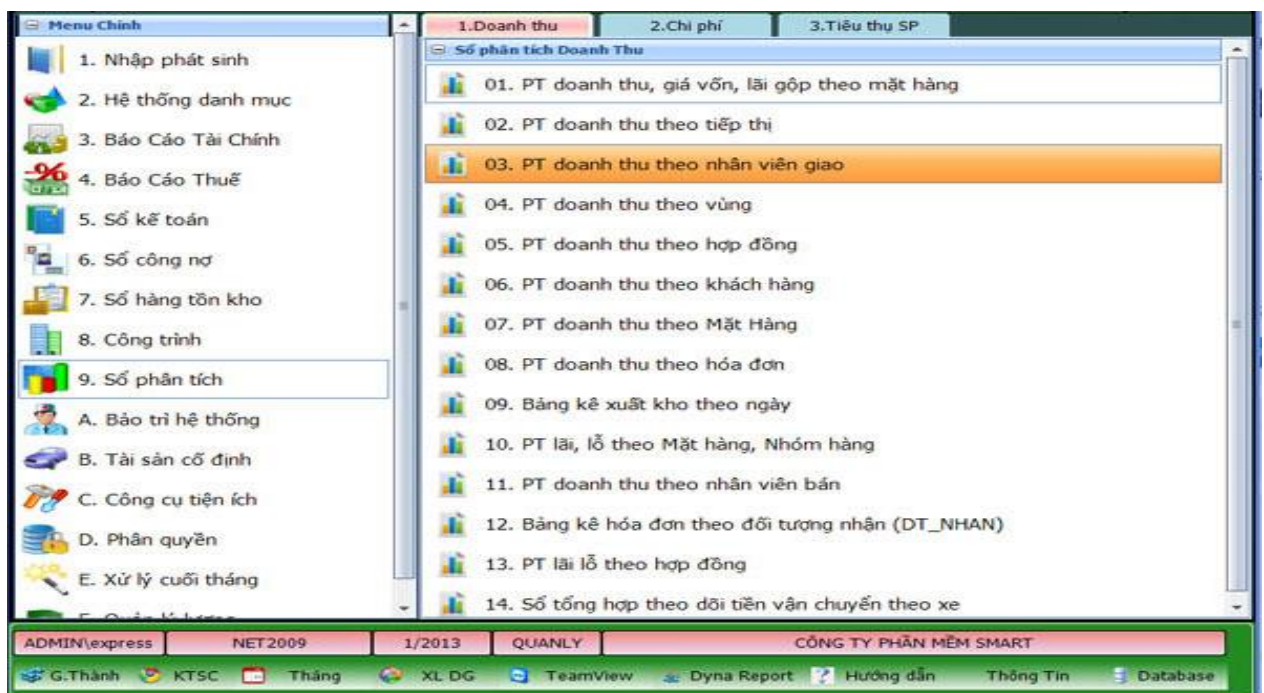 Menu Chính
1. Nhập phát sinh
2. Hệ thống danh mục
3. Báo Cáo Tài Chính
4. Báo Cáo Thuế
5. Sổ kế toán
6. Sổ công nợ
7. Sổ hàng tồn kho
8. Công trình
9. Sổ phân tích
A. Bảo trì hệ thống
B. Tài sản cố định
C. Công cụ tiện ích
D. Phân quyền
E. Xử lý cuối tháng
1.Doanh thu 2.Chi phí 3.Tiêu thụ SP
Sổ phân tích Doanh Thu
01. PT doanh thu, giá vốn, lãi gộp theo mặt hàng
02. PT doanh thu theo tiếp thị
03. PT doanh thu theo nhân viên giao
04. PT doanh thu theo vùng
05. PT doanh thu theo hợp đồng
06. PT doanh thu theo khách hàng
07. PT doanh thu theo Mặt Hàng
08. PT doanh thu theo hóa đơn
09. Bảng kê xuất kho theo ngày
10. PT lãi, lỗ theo Mặt hàng, Nhóm hàng
11. PT doanh thu theo nhân viên bán
12. Bảng kê hóa đơn theo đối tượng nhận (DT_NHAN)
13. PT lãi lỗ theo hợp đồng
14. Sổ tổng hợp theo dõi tiền vận chuyển theo xe
ADMIN\express NET2009 1/2013 QUANLY CÔNG TY PHẦN MỀM SMART
G.Thành KTSC Tháng XL DG TeamView Dyna Report Hướng dẫn Thông Tin Database